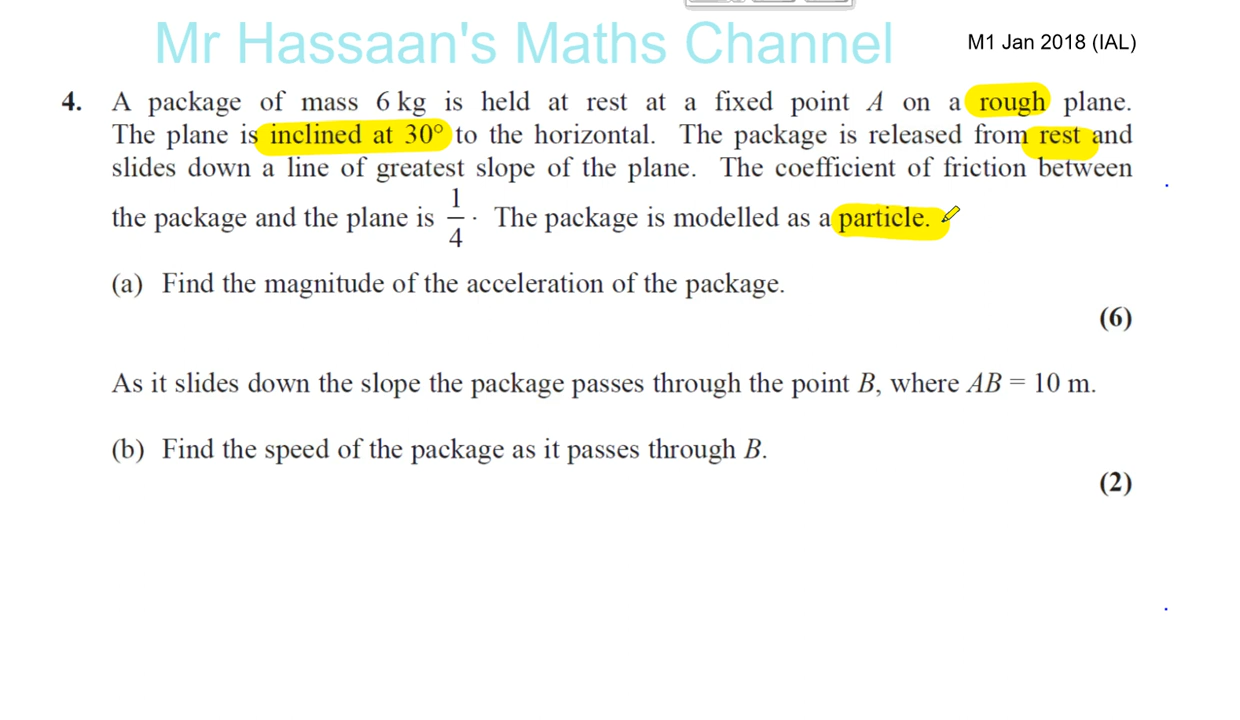 Mr Hassaan's Maths Channel
M1 Jan 2018 (IAL)
4. A package of mass 6 kg is held at rest at a fixed point A on a rough plane.
The plane is inclined at 30° to the horizontal. The package is released from rest and
slides down a line of greatest slope of the plane. The coefficient of friction between
the package and the plane is 1/4. The package is modelled as a particle.
(a) Find the magnitude of the acceleration of the package.
(6)
As it slides down the slope the package passes through the point B, where AB = 10 m.
(b) Find the speed of the package as it passes through B.
(2)